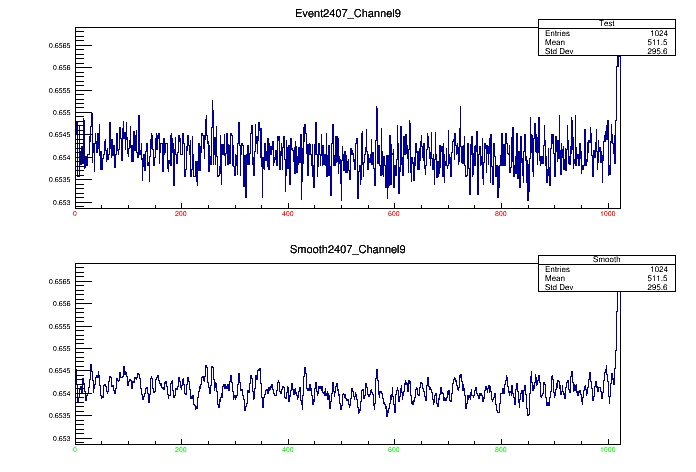 Event2407_Channel9
Test
Entries 1024
Mean 511.5
Std Dev 295.6
0.6565
0.656
0.6555
0.655
0.6545
0.654
0.6535
0.653
0 200 400 600 800 1000
Smooth2407_Channel9
Smooth
Entries 1024
Mean 511.5
Std Dev 295.6
0.6565
0.656
0.6555
0.655
0.6545
0.654
0.6535
0.653
0 200 400 600 800 1000